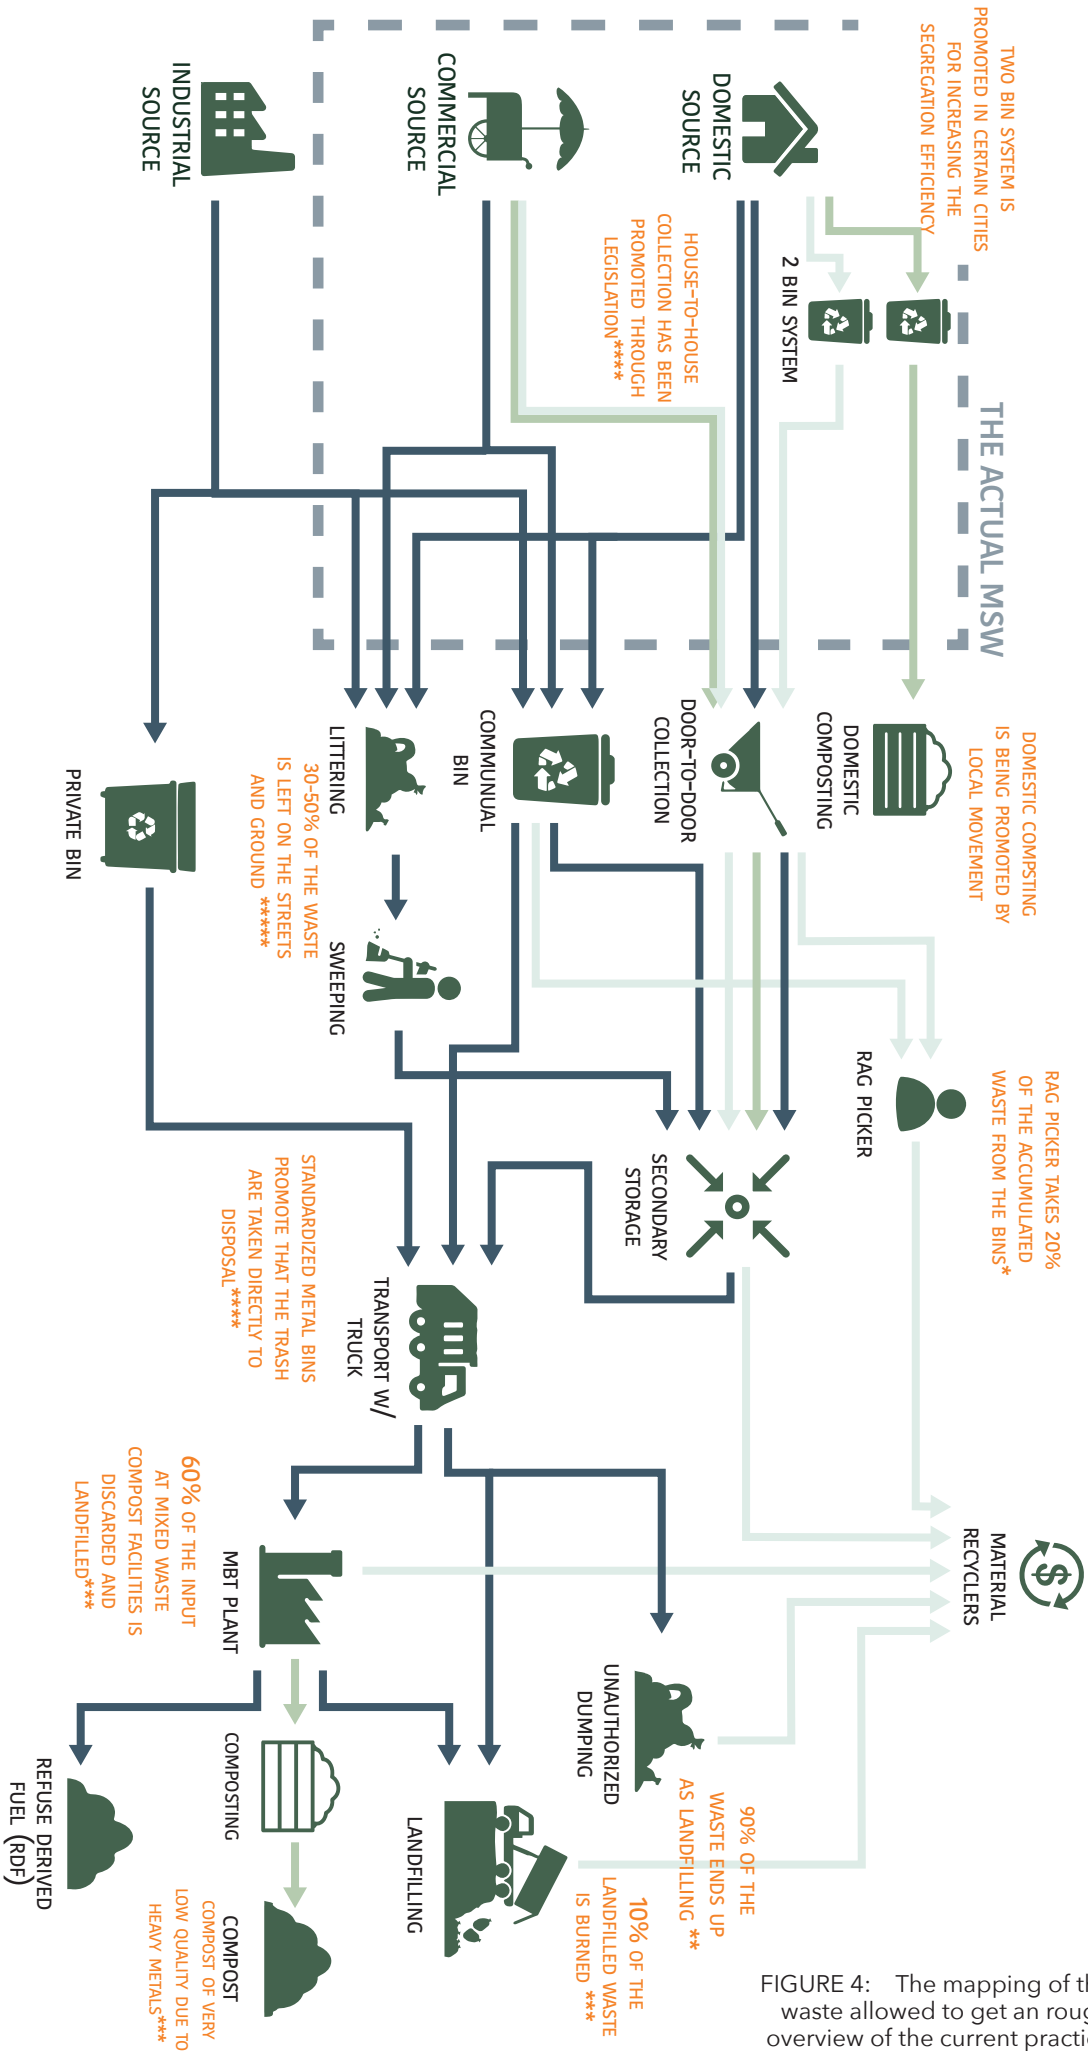 TWO BIN SYSTEM IS
PROMOTED IN CERTAIN CITIES
FOR INCREASING THE
SEGREGATION EFFICIENCY
THE ACTUAL MSW
DOMESTIC
SOURCE
COMMERCIAL
SOURCE
INDUSTRIAL
SOURCE
2 BIN SYSTEM
HOUSE-TO-HOUSE
COLLECTION HAS BEEN
PROMOTED THROUGH
LEGISLATION****
DOMESTIC COMPSTING
IS BEING PROMOTED BY
LOCAL MOVEMENT
DOMESTIC
COMPOSTING
DOOR-TO-DOOR
COLLECTION
COMMUNUAL
BIN
LITTERING
30-50% OF THE WASTE
IS LEFT ON THE STREETS
AND GROUND *****
PRIVATE BIN
SWEEPING
RAG PICKER TAKES 20%
OF THE ACCUMULATED
WASTE FROM THE BINS*
RAG PICKER
SECONDARY
STORAGE
STANDARDIZED METAL BINS
PROMOTE THAT THE TRASH
ARE TAKEN DIRECTLY TO
DISPOSAL****
TRANSPORT W/
TRUCK
MATERIAL
RECYCLERS
60% OF THE INPUT
AT MIXED WASTE
COMPOST FACILITIES IS
DISCARDED AND
LANDFILLED***
MBT PLANT
UNAUTHORIZED
DUMPING
90% OF THE
WASTE ENDS UP
AS LANDFILLING **
LANDFILLING
10% OF THE
LANDFILLED WASTE
IS BURNED ***
COMPOSTING
COMPOST
COMPOST OF VERY
LOW QUALITY DUE TO
HEAVY METALS***
REFUSE DERIVED
FUEL (RDF)
FIGURE 4: The mapping of th
waste allowed to get an roug
overview of the current practic